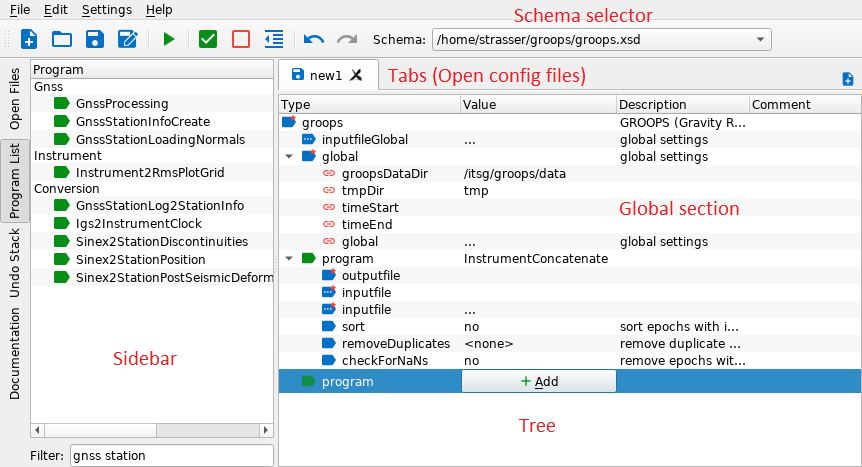 File Edit Settings Help
Schema selector
Schema: /home/strasser/groops/groops.xsd
Open Files
Program List
Undo Stack
Documentation
Program
Gnss
GnssProcessing
GnssStationInfoCreate
GnssStationLoadingNormals
Instrument
Instrument2RmsPlotGrid
Conversion
GnssStationLog2StationInfo
Igs2InstrumentClock
Sinex2StationDiscontinuities
Sinex2StationPosition
Sinex2StationPostSeismicDeform
Sidebar
Filter: gnss station
new1
Tabs (Open config files)
Type Value Description Comment
groops GROOPS (Gravity R...
inputfileGlobal ... global settings
global global settings
groopsDataDir /itsg/groops/data
tmpDir tmp
timeStart
Global section
timeEnd
global ... global settings
program InstrumentConcatenate
outputfile
inputfile
inputfile ...
sort no sort epochs with i...
removeDuplicates <none> remove duplicate ...
checkForNaNs no remove epochs wit...
program Add
Tree